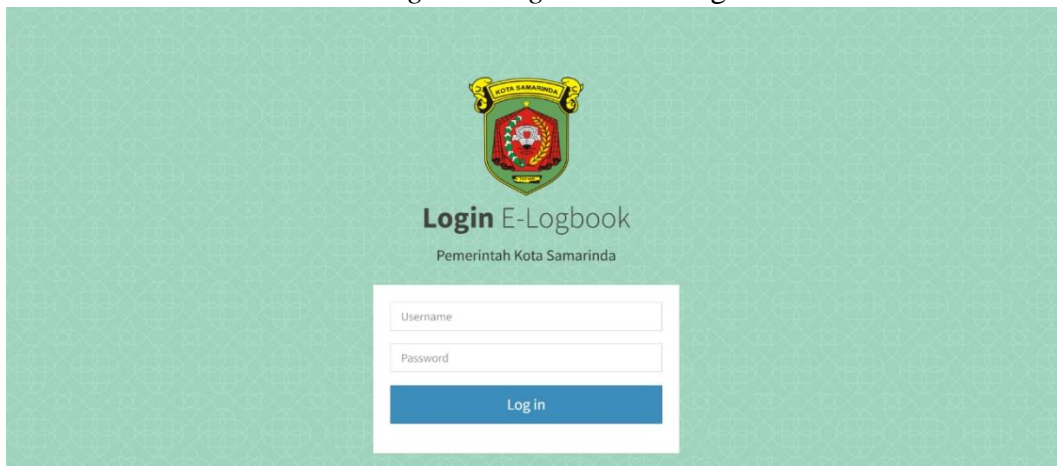 KOTA SAMARINDA
Login E-Logbook
Pemerintah Kota Samarinda
Username
Password
Log in